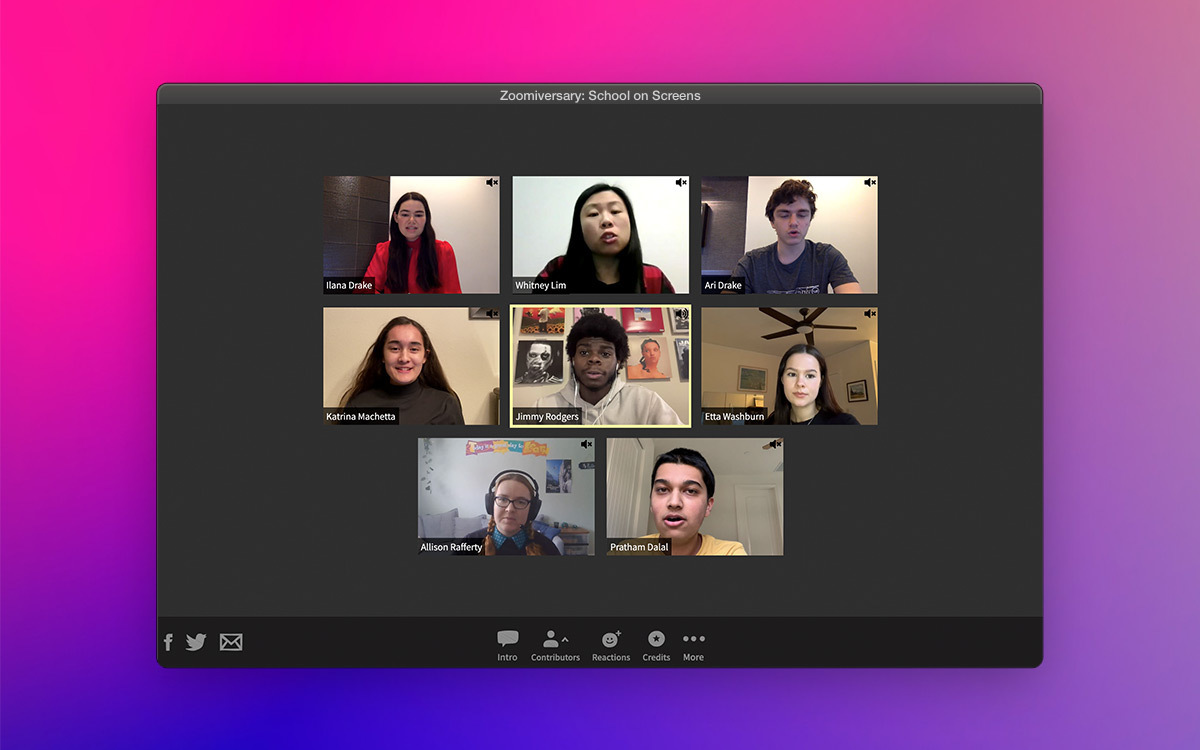 Zoomiversary: School on Screens
Ilana Drake
Whitney Lim
Ari Drake
Katrina Machetta
Jimmy Rodgers
Etta Washburn
Allison Rafferty
Pratham Dalal
Intro
Contributors
Reactions
Credits
More